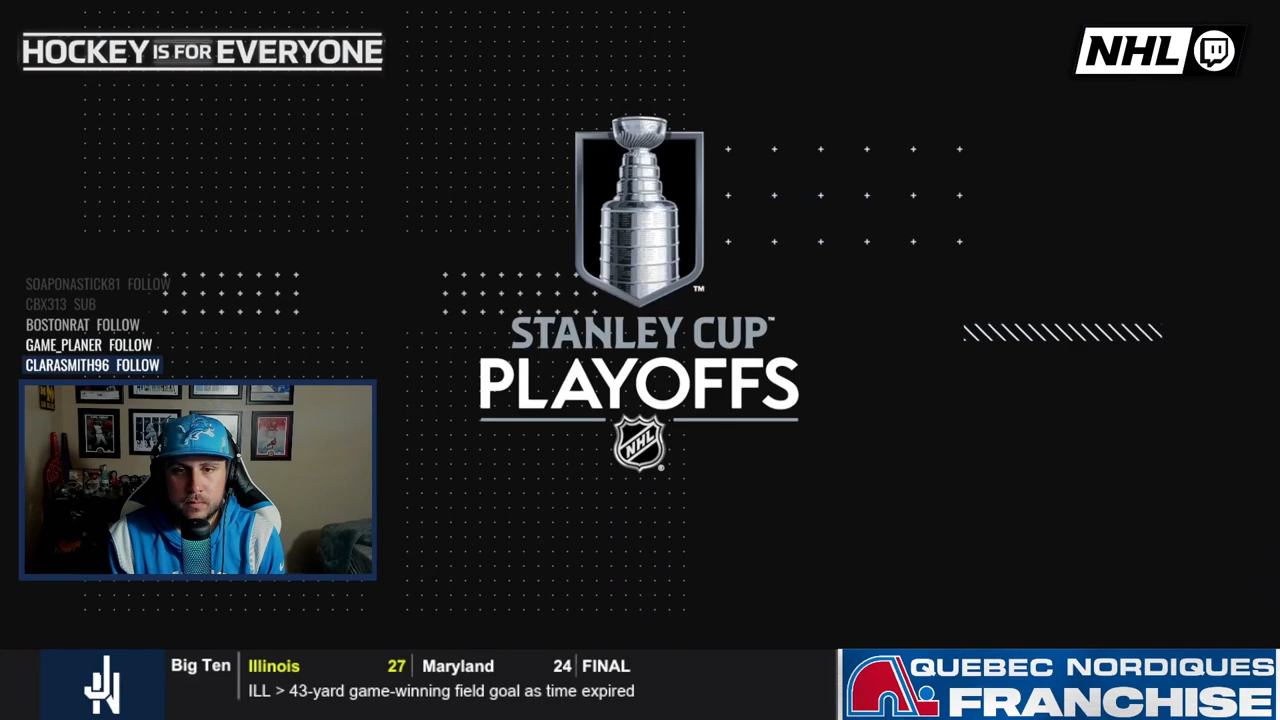 HOCKEY IS FOR EVERYONE
NHL
STANLEY CUP™
PLAYOFFS
NHL
SOAPONASTICK81 FOLLOW
CBX313 SUB
BOSTONRAT FOLLOW
GAME_PLANER FOLLOW
CLARASMITH96 FOLLOW
Big Ten Illinois 27 Maryland 24 FINAL
ILL > 43-yard game-winning field goal as time expired
QUEBEC NORDIQUES
FRANCHISE